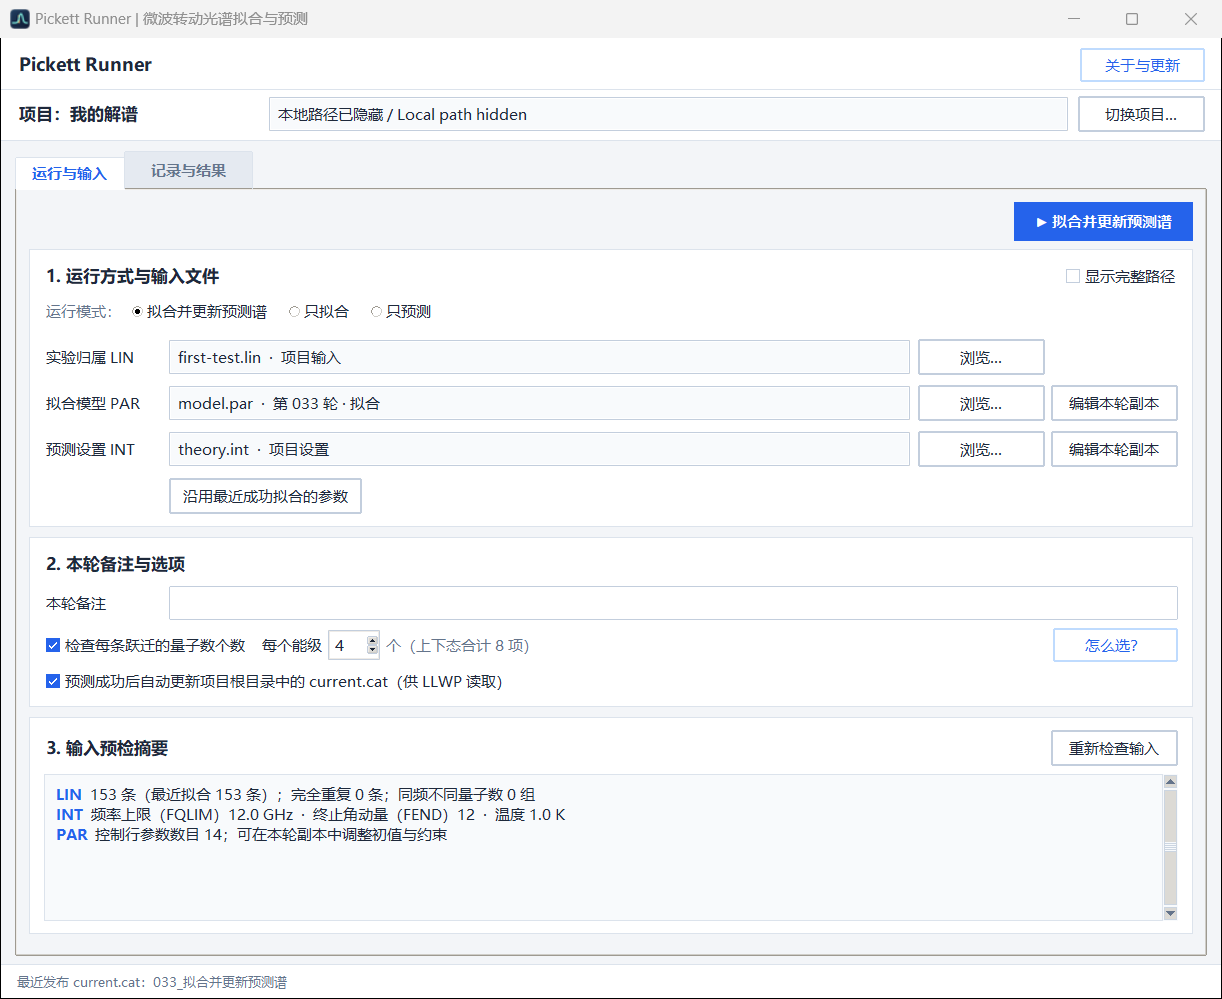 Pickett Runner | 微波转动光谱拟合与预测
Pickett Runner
关于与更新
项目：我的解谱
本地路径已隐藏 / Local path hidden
切换项目...
运行与输入
记录与结果
▶ 拟合并更新预测谱
1. 运行方式与输入文件
显示完整路径
运行模式： 拟合并更新预测谱 只拟合 只预测
实验归属 LIN
first-test.lin · 项目输入
浏览...
拟合模型 PAR
model.par · 第 033 轮 · 拟合
浏览...
编辑本轮副本
预测设置 INT
theory.int · 项目设置
浏览...
编辑本轮副本
沿用最近成功拟合的参数
2. 本轮备注与选项
本轮备注
检查每条跃迁的量子数个数 每个能级 4 个（上下态合计 8 项）
怎么选？
预测成功后自动更新项目根目录中的 current.cat（供 LLWP 读取）
3. 输入预检摘要
重新检查输入
LIN 153 条（最近拟合 153 条）；完全重复 0 条；同频不同量子数 0 组
INT 频率上限（FQLIM）12.0 GHz · 终止角动量（FEND）12 · 温度 1.0 K
PAR 控制行参数数目 14；可在本轮副本中调整初值与约束
最近发布 current.cat：033_拟合并更新预测谱